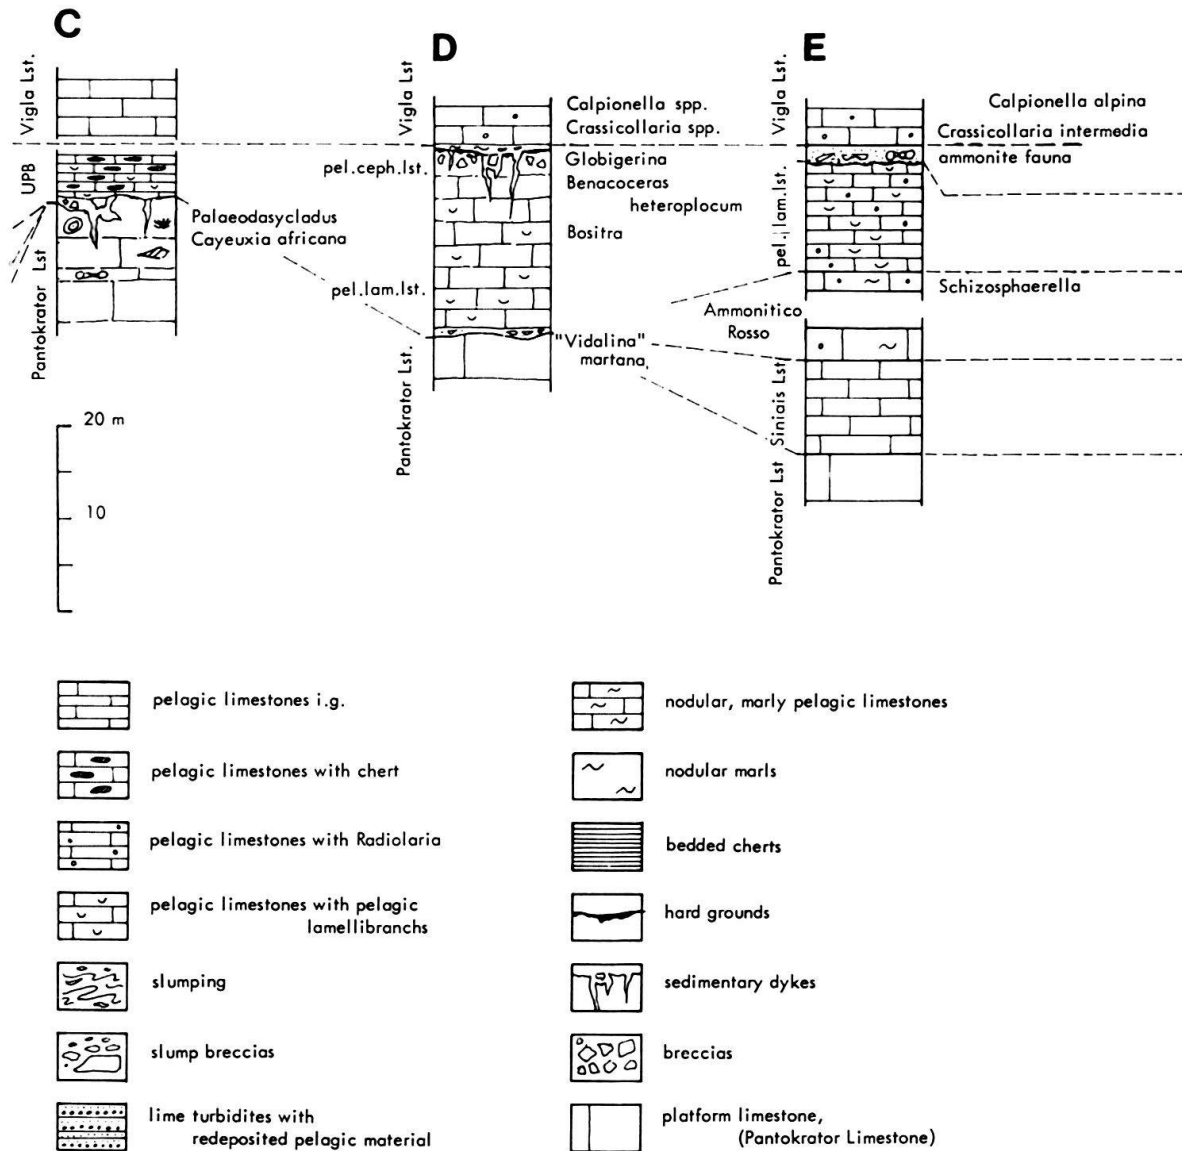 C
D
E
Vigla Lst.
UPB
Pantokrator Lst
Palaeodasycladus
Cayeuxia africana
Vigla Lst
pel.ceph.lst.
pel.lam.lst.
Pantokrator Lst.
Calpionella spp.
Crassicollaria spp.
Globigerina
Benacoceras
heteroplocum
Bositra
"Vidalina"
martana,
Vigla Lst.
pel.lam.lst.
Ammonitico
Rosso
Siniais Lst.
Pantokrator Lst
Calpionella alpina
Crassicollaria intermedia
ammonite fauna
Schizosphaerella
20 m
10
pelagic limestones i.g.
pelagic limestones with chert
pelagic limestones with Radiolaria
pelagic limestones with pelagic
lamellibranchs
slumping
slump breccias
lime turbidites with
redeposited pelagic material
nodular, marly pelagic limestones
nodular marls
bedded cherts
hard grounds
sedimentary dykes
breccias
platform limestone,
(Pantokrator Limestone)